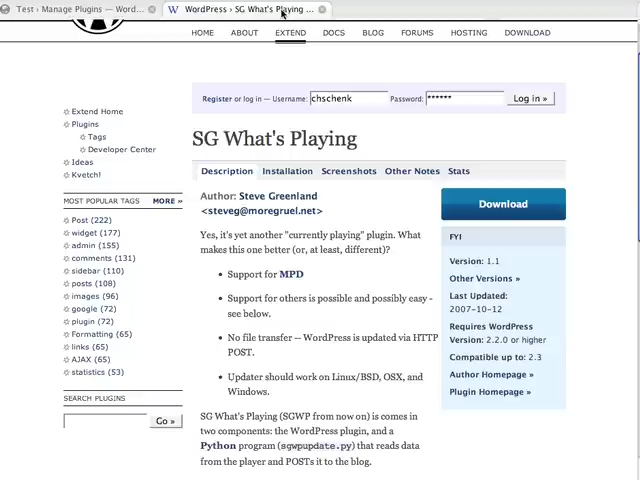 Test › Manage Plugins — Word...
WordPress › SG What's Playing ...
HOME ABOUT EXTEND DOCS BLOG FORUMS HOSTING DOWNLOAD
Register or log in — Username: chschenk Password: ****** Log in »
Extend Home
Plugins
Tags
Developer Center
Ideas
Kvetch!
MOST POPULAR TAGS MORE »
Post (222)
widget (177)
admin (155)
comments (131)
sidebar (110)
posts (108)
images (96)
google (72)
plugin (72)
Formatting (65)
links (65)
AJAX (65)
statistics (53)
SEARCH PLUGINS
Go »
SG What's Playing
Description Installation Screenshots Other Notes Stats
Author: Steve Greenland
<steveg@moregruel.net>
Yes, it's yet another "currently playing" plugin. What
makes this one better (or, at least, different)?
• Support for MPD
• Support for others is possible and possibly easy -
see below.
• No file transfer -- WordPress is updated via HTTP
POST.
• Updater should work on Linux/BSD, OSX, and
Windows.
SG What's Playing (SGWP from now on) is comes in
two components: the WordPress plugin, and a
Python program (sgwpupdate.py) that reads data
from the player and POSTs it to the blog.
Download
FYI
Version: 1.1
Other Versions »
Last Updated:
2007-10-12
Requires WordPress
Version: 2.2.0 or higher
Compatible up to: 2.3
Author Homepage »
Plugin Homepage »